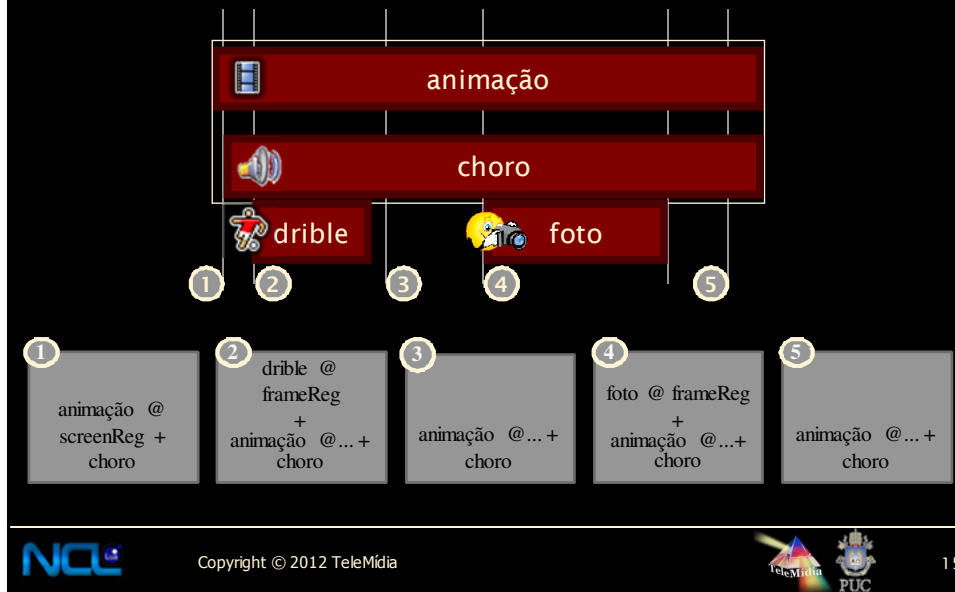 animação
choro
drible
foto
1
2
3
4
5
1
animação @
screenReg +
choro
2
drible @
frameReg
+
animação @... +
choro
3
animação @... +
choro
4
foto @ frameReg
+
animação @...+
choro
5
animação @... +
choro
NCL
Copyright © 2012 TeleMídia
TeleMídia
PUC
15